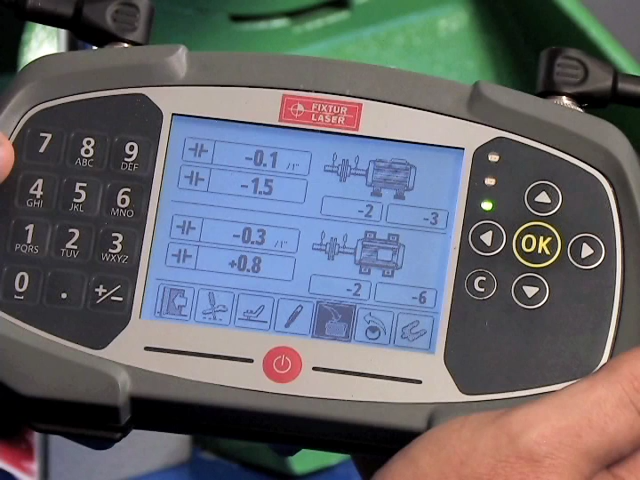 FIXTUR
LASER
7 8 ABC 9 DEF
4 GHI 5 JKL 6 MNO
1 PQRS 2 TUV 3 WXYZ
0 . +/-
-0.1 /1"
-1.5
-2 -3
-0.3 /1"
+0.8
-2 -6
OK
C